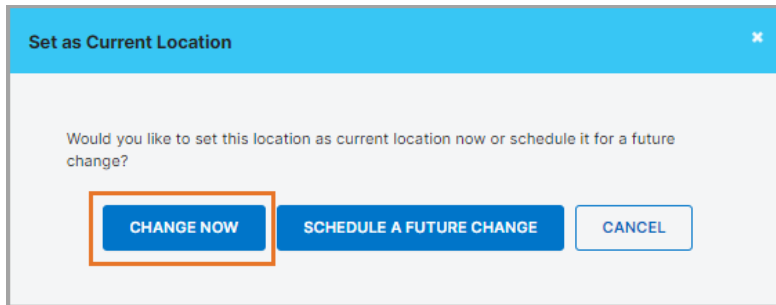 Set as Current Location
Would you like to set this location as current location now or schedule it for a future
change?
CHANGE NOW
SCHEDULE A FUTURE CHANGE
CANCEL